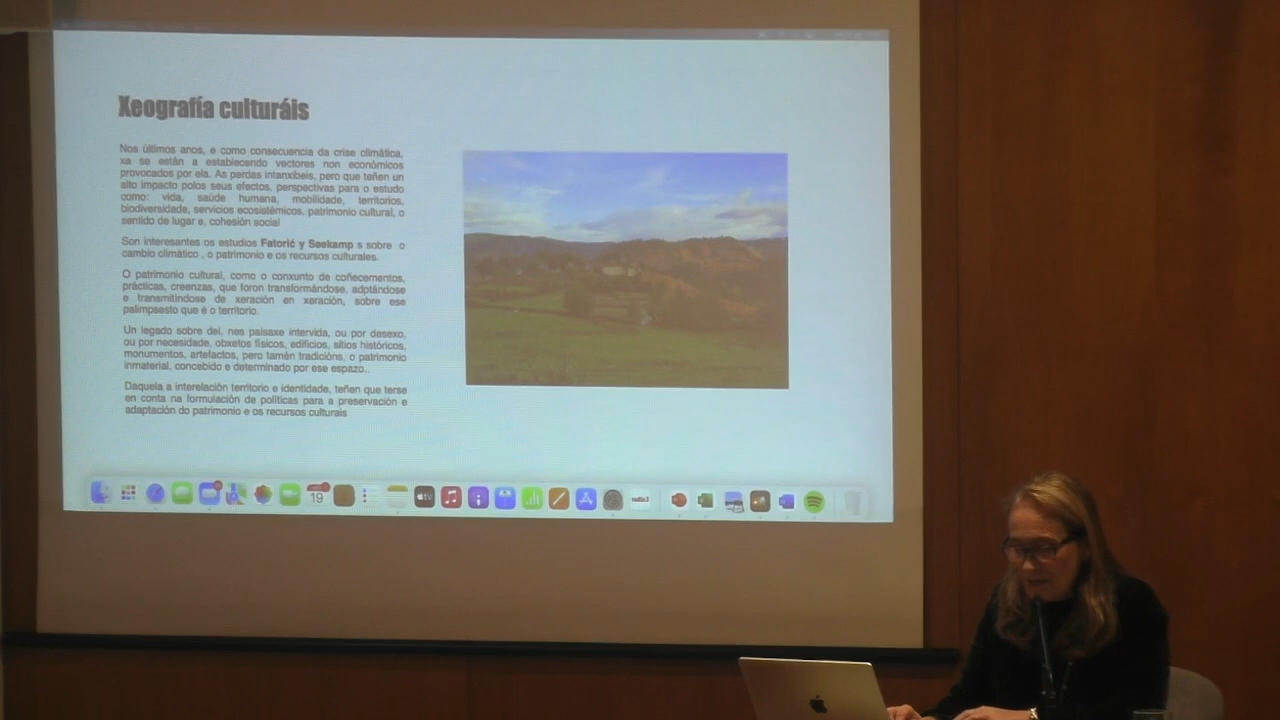 Xeografía culturáis
Nos últimos anos, e como consecuencia da crise climática,
xa se están a establecendo vectores non económicos
provocados por ela. As perdas intanxíbeis, pero que teñen un
alto impacto polos seus efectos, perspectivas para o estudo
como: vida, saúde humana, mobilidade, territorios,
biodiversidade, servicios ecosistémicos, patrimonio cultural, o
sentido de lugar e, cohesión social
Son interesantes os estudios Fatorić y Seekamp s sobre o
cambio climático , o patrimonio e os recursos culturales.
O patrimonio cultural, como o conxunto de coñecementos,
prácticas, creenzas, que foron transformándose, adptándose
e transmitíndose de xeración en xeración, sobre ese
palimpsesto que é o territorio.
Un legado sobre del, nes paisaxe intervida, ou por desexo,
ou por necesidade, obxetos físicos, edificios, sitios históricos,
monumentos, artefactos, pero tamén tradicións, o patrimonio
inmaterial, concebido e determinado por ese espazo..
Daquela a interelación territorio e identidade, teñen que terse
en conta na formulación de políticas para a preservación e
adaptación do patrimonio e os recursos culturais
19
tv